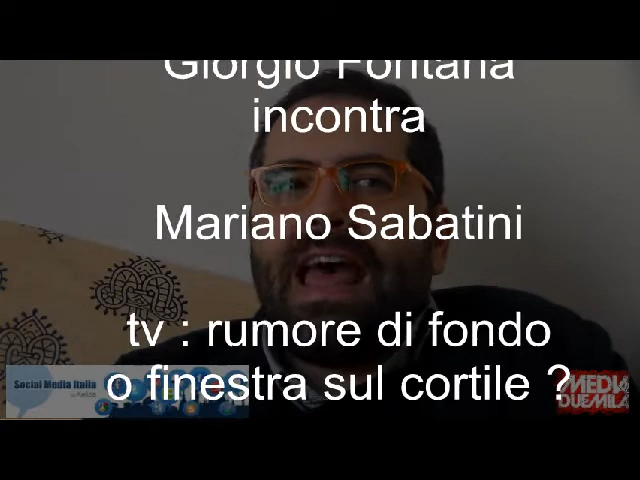 Giorgio Fontana
incontra
Mariano Sabatini
tv : rumore di fondo
o finestra sul cortile ?
Social Media Italia
MEDIA
DUEMILA